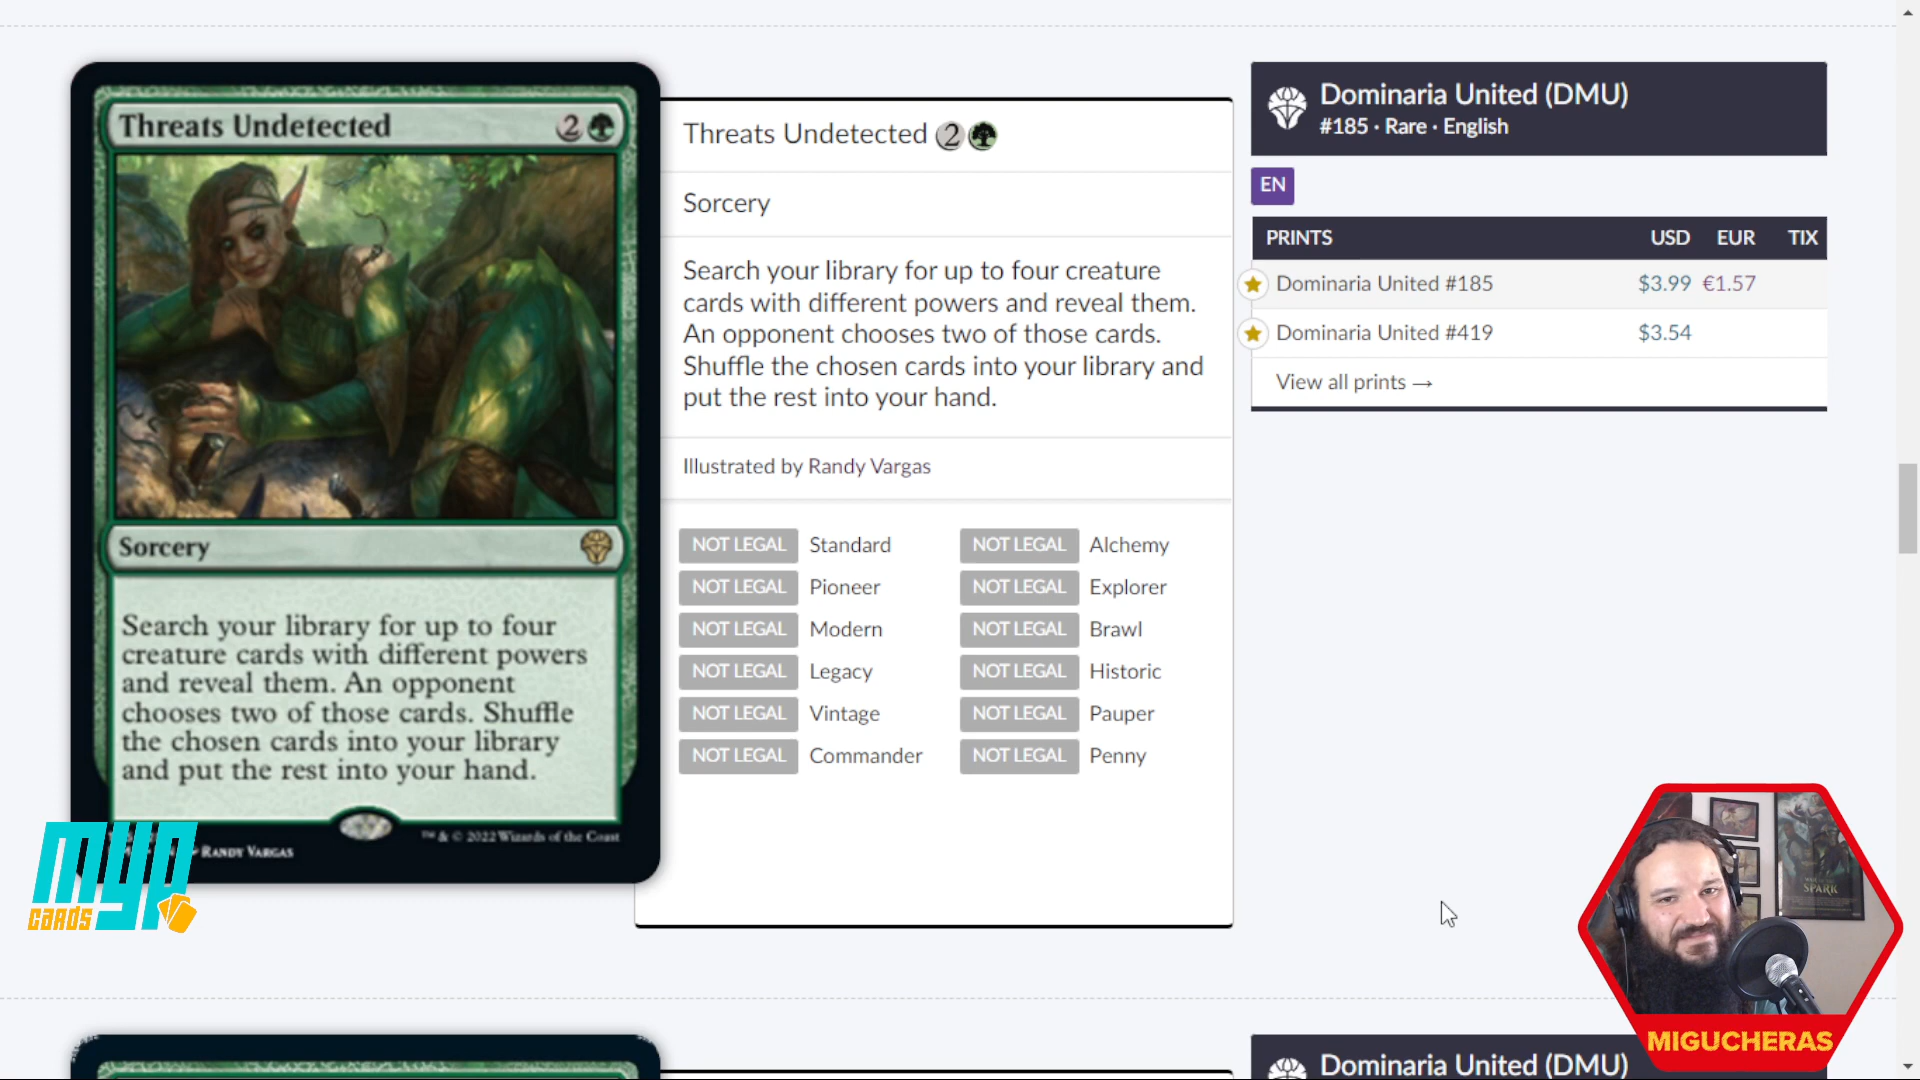 Threats Undetected 2
Sorcery
Search your library for up to four
creature cards with different powers
and reveal them. An opponent
chooses two of those cards. Shuffle
the chosen cards into your library
and put the rest into your hand.
RANDY VARGAS
™ & © 2022 Wizards of the Coast
MYP
CARDS
Threats Undetected 2
Sorcery
Search your library for up to four creature
cards with different powers and reveal them.
An opponent chooses two of those cards.
Shuffle the chosen cards into your library and
put the rest into your hand.
Illustrated by Randy Vargas
NOT LEGAL Standard NOT LEGAL Alchemy
NOT LEGAL Pioneer NOT LEGAL Explorer
NOT LEGAL Modern NOT LEGAL Brawl
NOT LEGAL Legacy NOT LEGAL Historic
NOT LEGAL Vintage NOT LEGAL Pauper
NOT LEGAL Commander NOT LEGAL Penny
Dominaria United (DMU)
#185 · Rare · English
EN
PRINTS USD EUR TIX
Dominaria United #185 $3.99 €1.57
Dominaria United #419 $3.54
View all prints →
SPARK
MIGUCHERAS
Dominaria United (DMU)